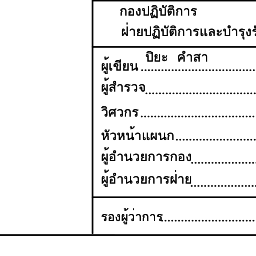 กองปฏิบัติการ
ฝ่ายปฏิบัติการและบำรุงรั
ผู้เขียน ปิยะ คำสา
ผู้สำรวจ
วิศวกร
หัวหน้าแผนก
ผู้อำนวยการกอง
ผู้อำนวยการฝ่าย
รองผู้ว่าการ